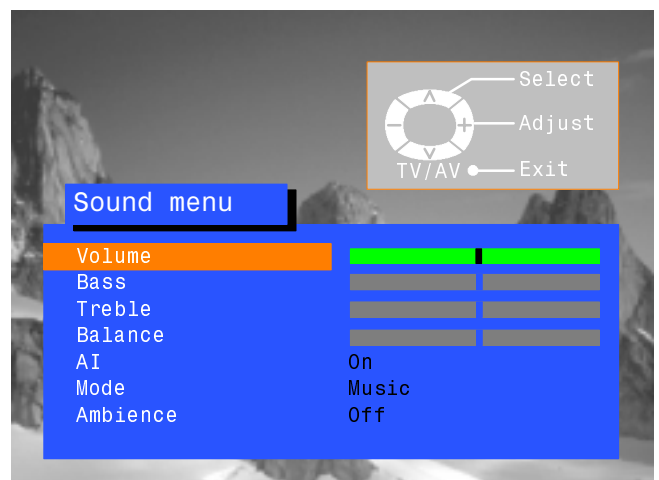 Select
Adjust
TV/AV Exit
Sound menu
Volume
Bass
Treble
Balance
AI On
Mode Music
Ambience Off